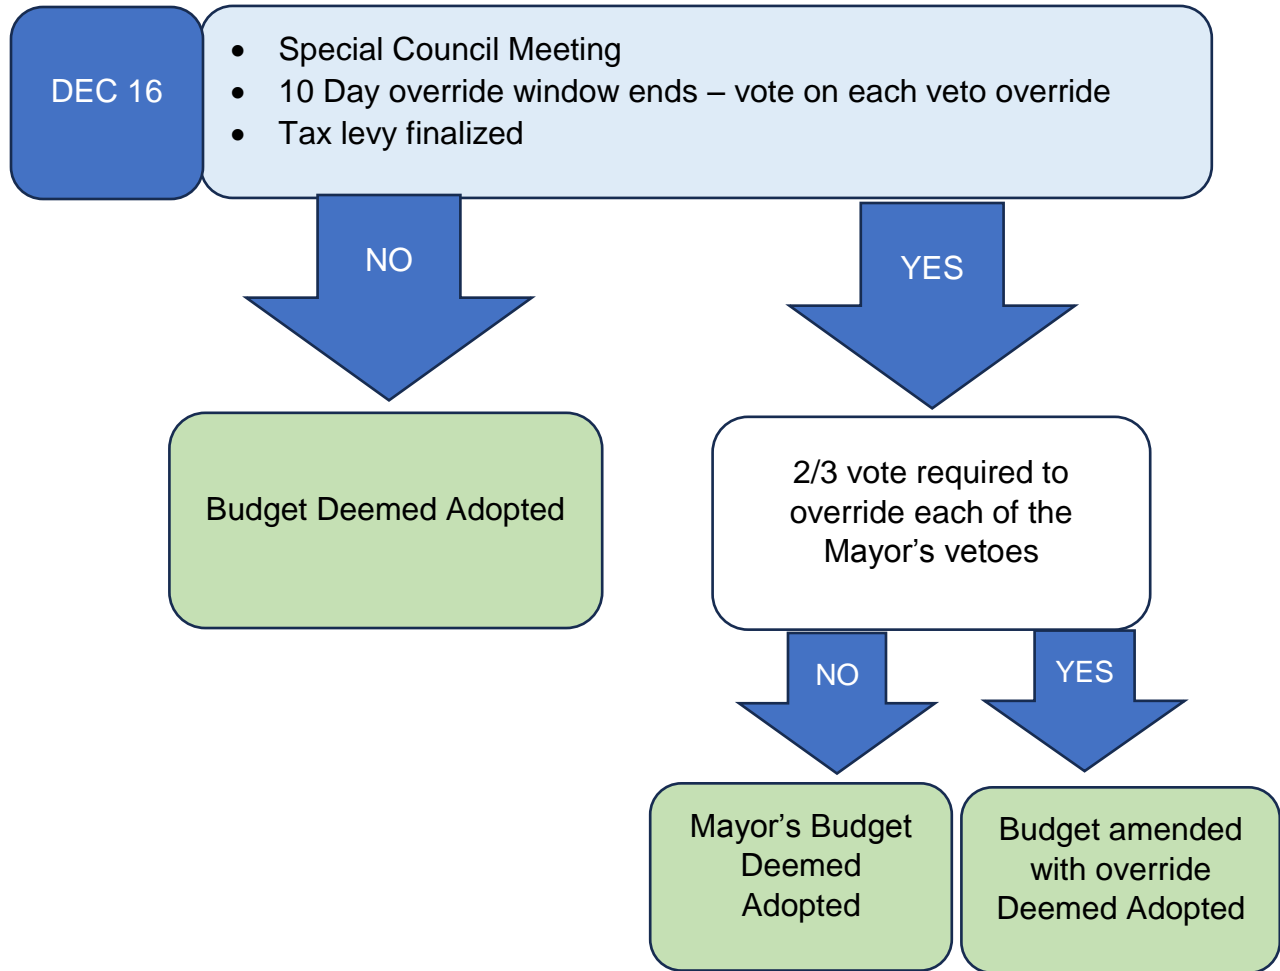 DEC 16
• Special Council Meeting
• 10 Day override window ends – vote on each veto override
• Tax levy finalized
NO
YES
Budget Deemed Adopted
2/3 vote required to
override each of the
Mayor’s vetoes
NO
YES
Mayor’s Budget
Deemed
Adopted
Budget amended
with override
Deemed Adopted